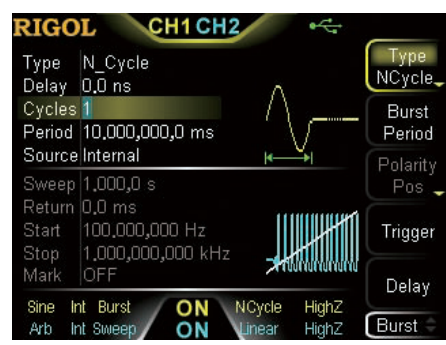 RIGOL CH1 CH2
Type N_Cycle
Delay 0.0 ns
Cycles 1
Period 10,000,000,0 ms
Source Internal
Sweep 1.000,0 s
Return 0.0 ms
Start 100,000,000 Hz
Stop 1,000,000,000 kHz
Mark OFF
Sine Int Burst ON NCycle HighZ
Arb Int Sweep ON Linear HighZ
Type
NCycle
Burst
Period
Polarity
Pos
Trigger
Delay
Burst